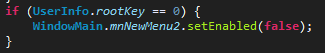 if (UserInfo.rootKey == 0) {
WindowMain.mnNewMenu2.setEnabled(false);
}